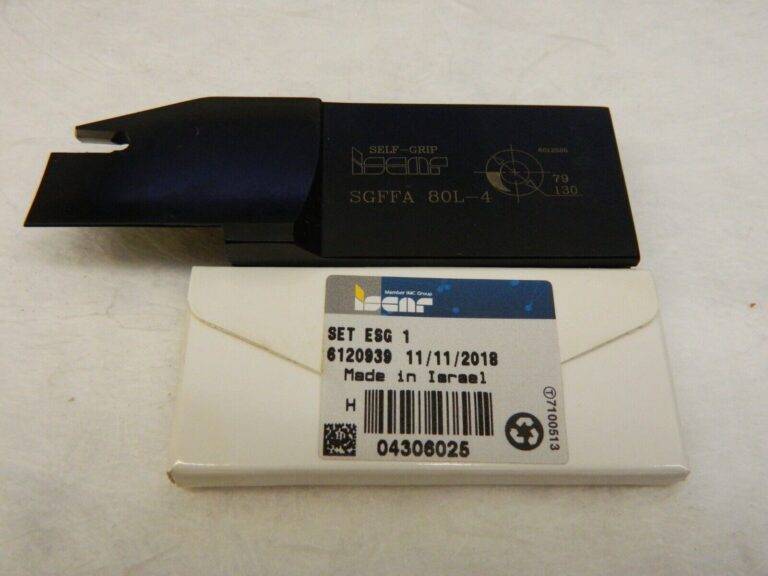 SELF-GRIP
iscar
SGFFA 80L-4
6012686
79
130
Member IMC Group
iscar
SET ESG 1
6120939 11/11/2018
Made in Israel
H
04306025
T 7100513